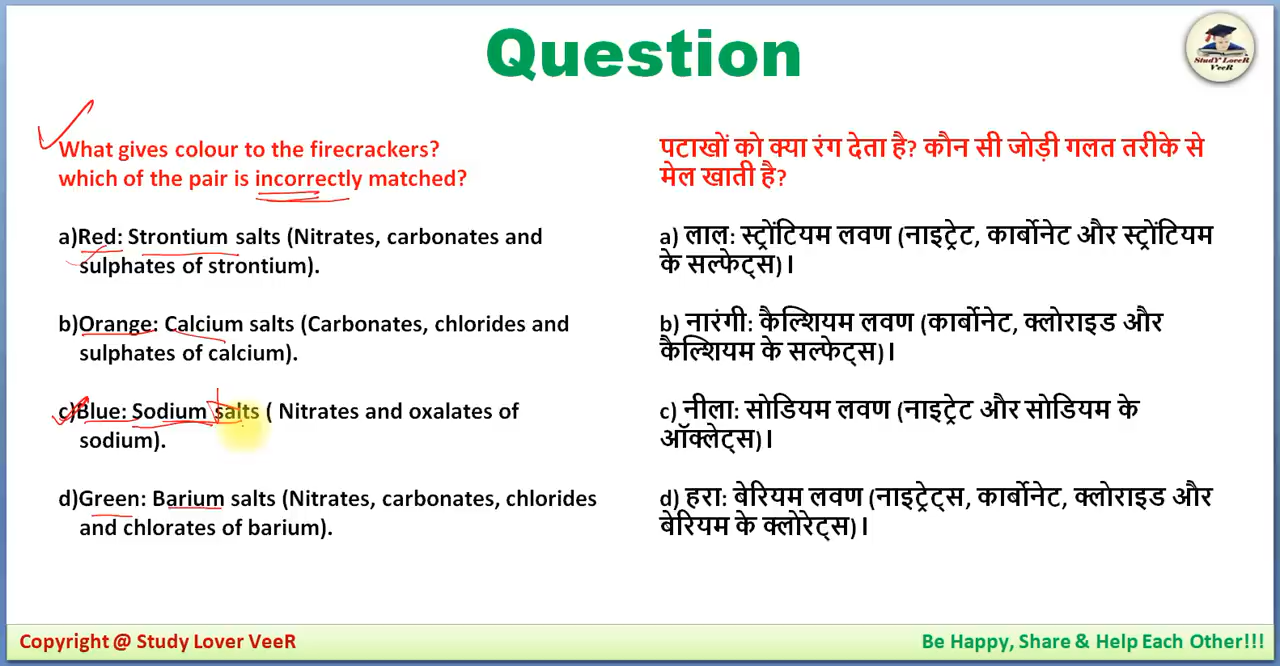 Question
StudY LoveR
VeeR
What gives colour to the firecrackers?
which of the pair is incorrectly matched?
a)Red: Strontium salts (Nitrates, carbonates and
sulphates of strontium).
b)Orange: Calcium salts (Carbonates, chlorides and
sulphates of calcium).
c)Blue: Sodium salts ( Nitrates and oxalates of
sodium).
d)Green: Barium salts (Nitrates, carbonates, chlorides
and chlorates of barium).
पटाखों को क्या रंग देता है? कौन सी जोड़ी गलत तरीके से
मेल खाती है?
a) लाल: स्ट्रोंटियम लवण (नाइट्रेट, कार्बोनेट और स्ट्रोंटियम
के सल्फेट्स)।
b) नारंगी: कैल्शियम लवण (कार्बोनेट, क्लोराइड और
कैल्शियम के सल्फेट्स)।
c) नीला: सोडियम लवण (नाइट्रेट और सोडियम के
ऑक्लेट्स)।
d) हरा: बेरियम लवण (नाइट्रेट्स, कार्बोनेट, क्लोराइड और
बेरियम के क्लोरेट्स)।
Copyright @ Study Lover VeeR
Be Happy, Share & Help Each Other!!!